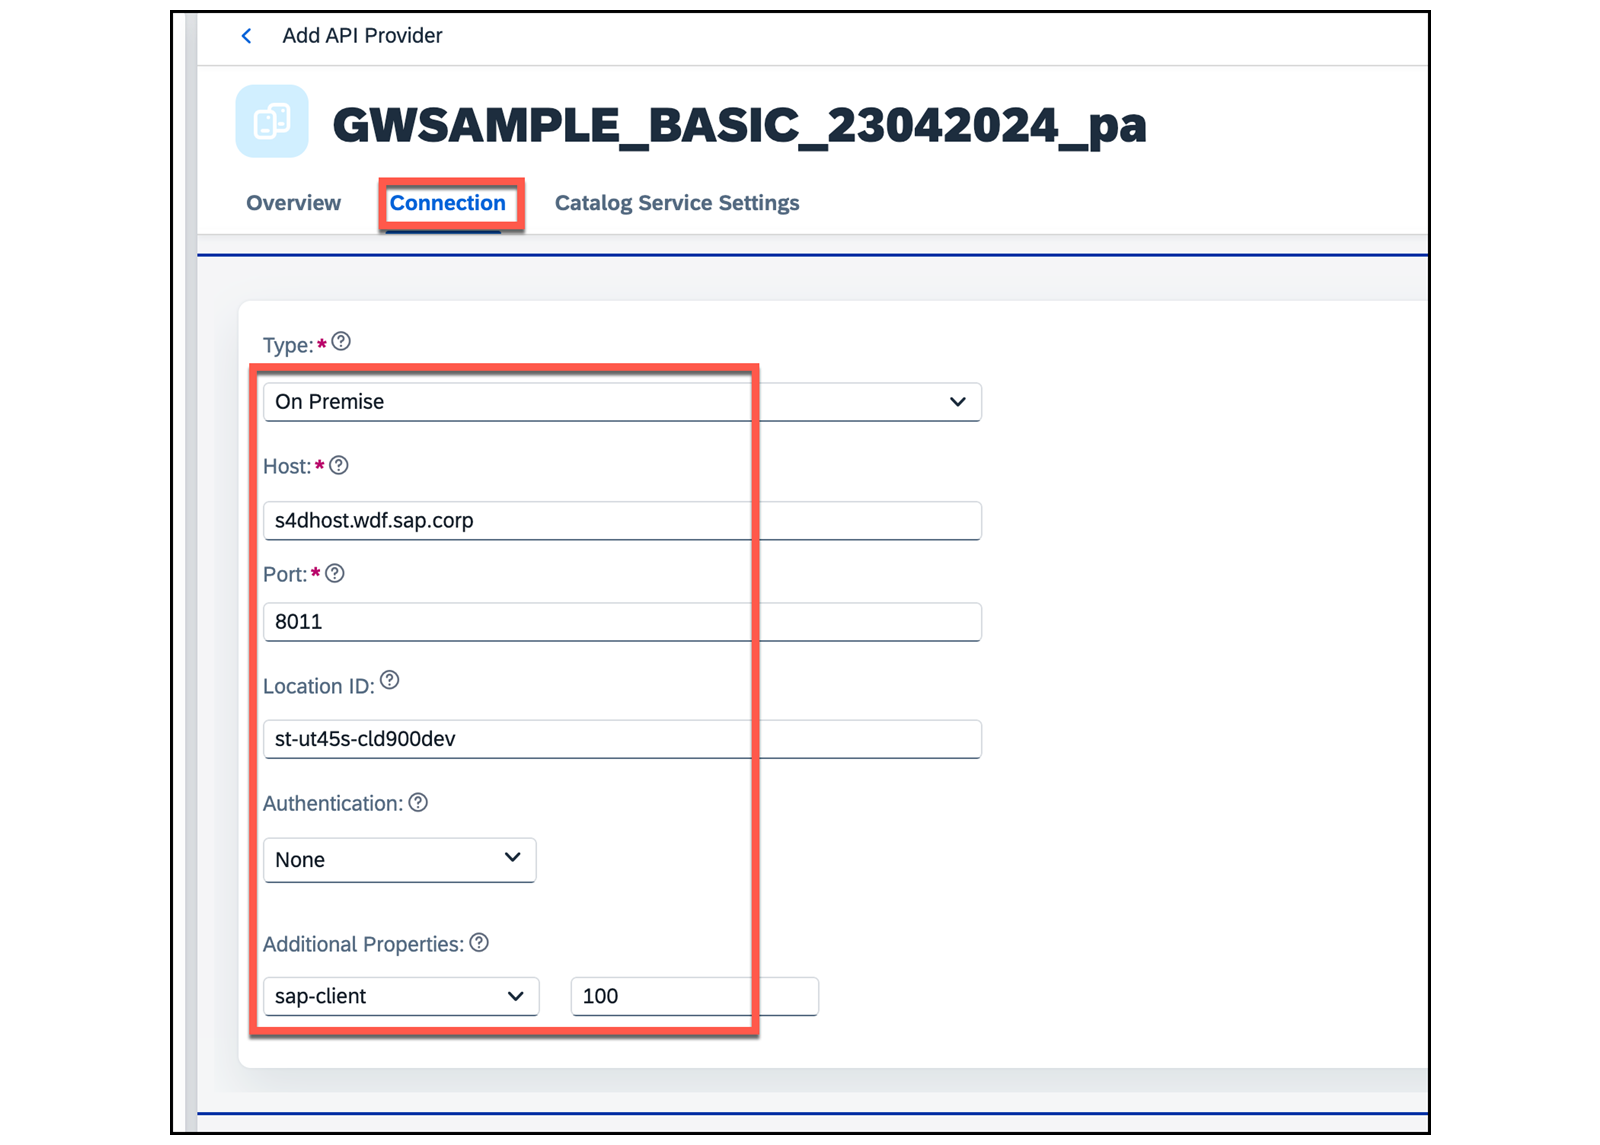 Add API Provider
GWSAMPLE_BASIC_23042024_pa
Overview Connection Catalog Service Settings
Type:*
On Premise
Host:*
s4dhost.wdf.sap.corp
Port:*
8011
Location ID:
st-ut45s-cld900dev
Authentication:
None
Additional Properties:
sap-client 100